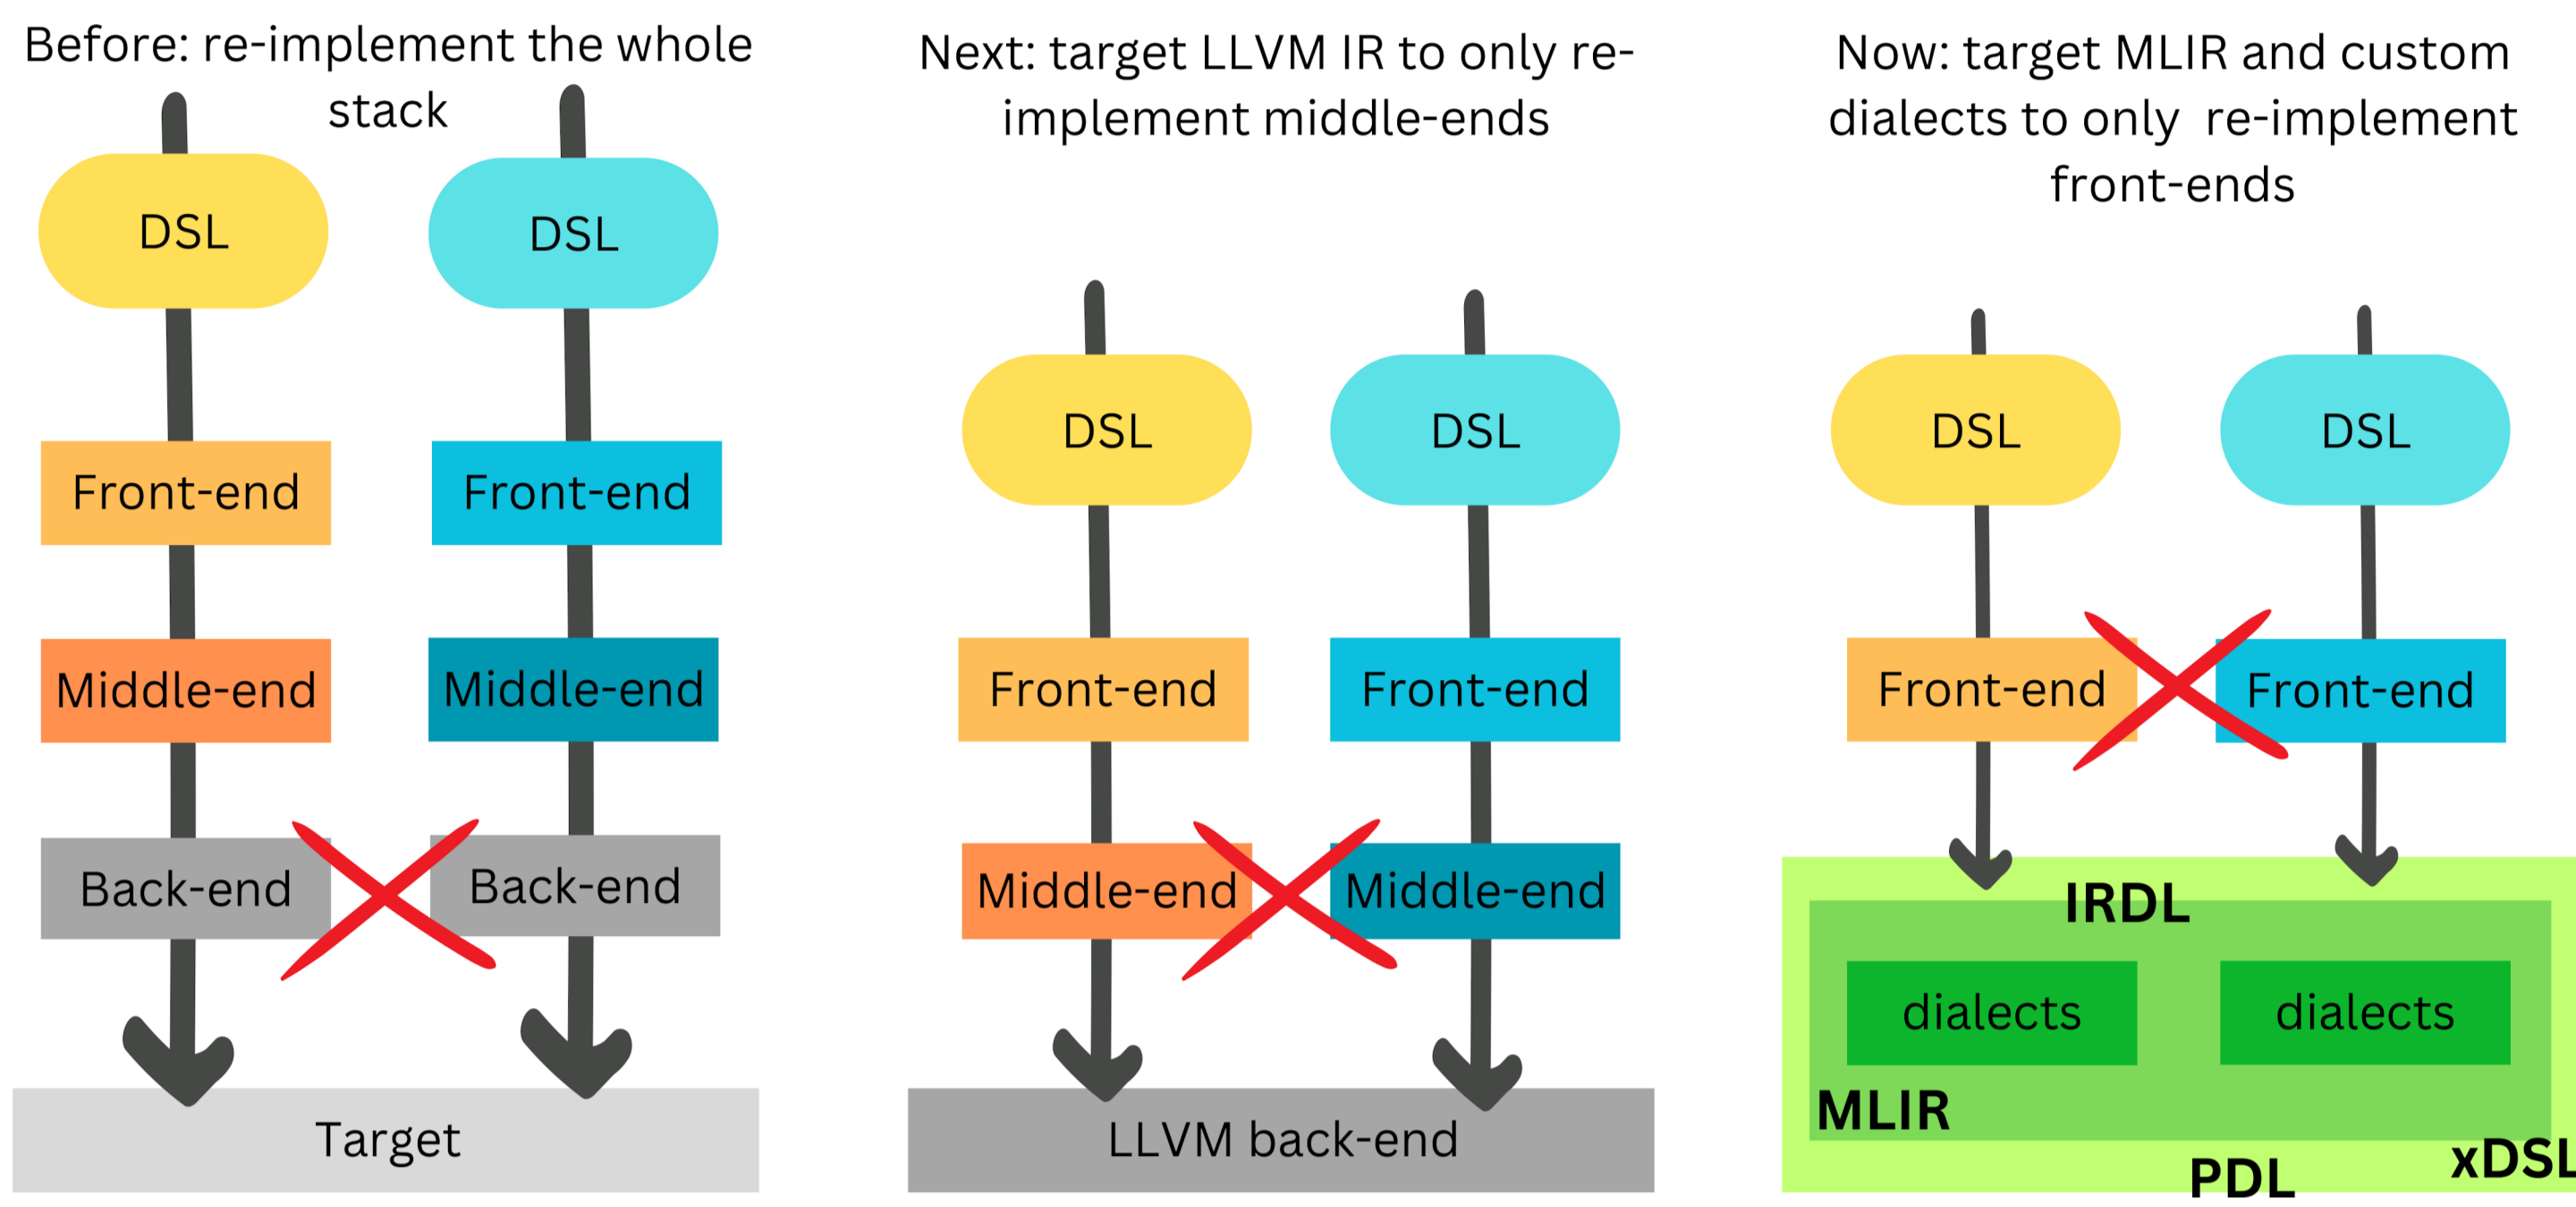 Before: re-implement the whole
stack
DSL
DSL
Front-end
Front-end
Middle-end
Middle-end
Back-end
Back-end
Target
Next: target LLVM IR to only re-
implement middle-ends
DSL
DSL
Front-end
Front-end
Middle-end
Middle-end
LLVM back-end
Now: target MLIR and custom
dialects to only re-implement
front-ends
DSL
DSL
Front-end
Front-end
IRDL
dialects
dialects
MLIR
xDSL
PDL